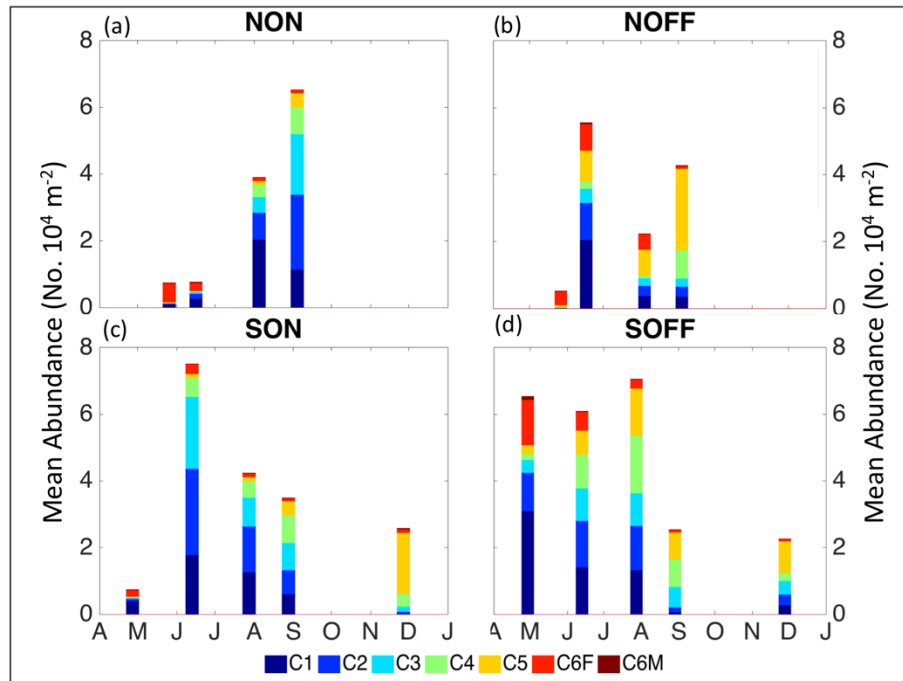 (a) NON
(b) NOFF
8 8
6 6
4 4
2 2
0 0
Mean Abundance (No. 10⁴ m⁻²)
Mean Abundance (No. 10⁴ m⁻²)
A M J J A S O N D J
A M J J A S O N D J
(c) SON
(d) SOFF
8 8
6 6
4 4
2 2
0 0
A M J J A S O N D J
A M J J A S O N D J
C1 C2 C3 C4 C5 C6F C6M